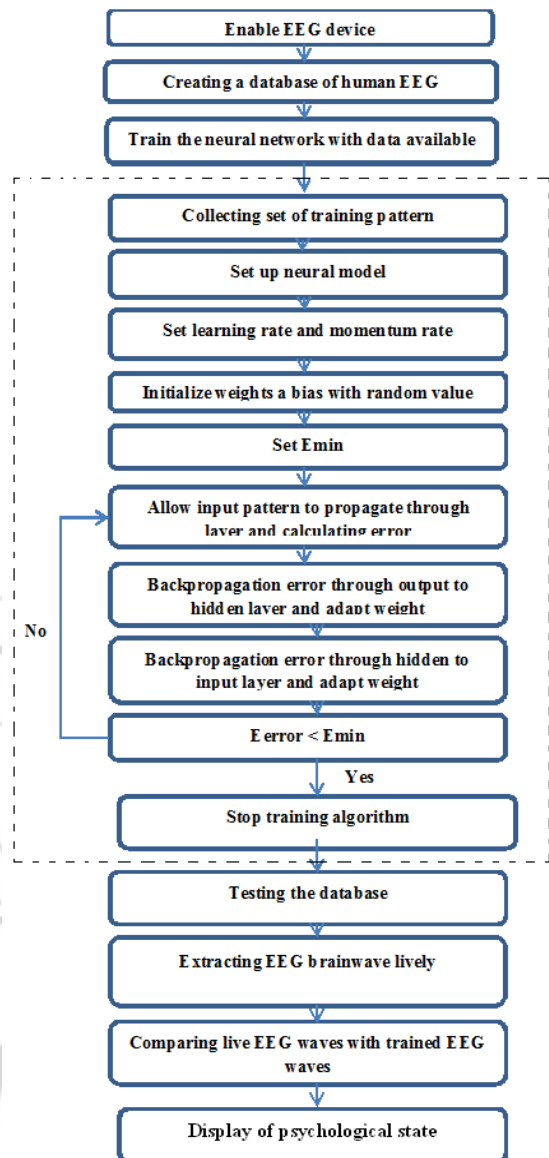 Enable EEG device
Creating a database of human EEG
Train the neural network with data available
Collecting set of training pattern
Set up neural model
Set learning rate and momentum rate
Initialize weights a bias with random value
Set Emin
Allow input pattern to propagate through
layer and calculating error
Backpropagation error through output to
hidden layer and adapt weight
No
Backpropagation error through hidden to
input layer and adapt weight
Eerror < Emin
Yes
Stop training algorithm
Testing the database
Extracting EEG brainwave lively
Comparing live EEG waves with trained EEG
waves
Display of psychological state